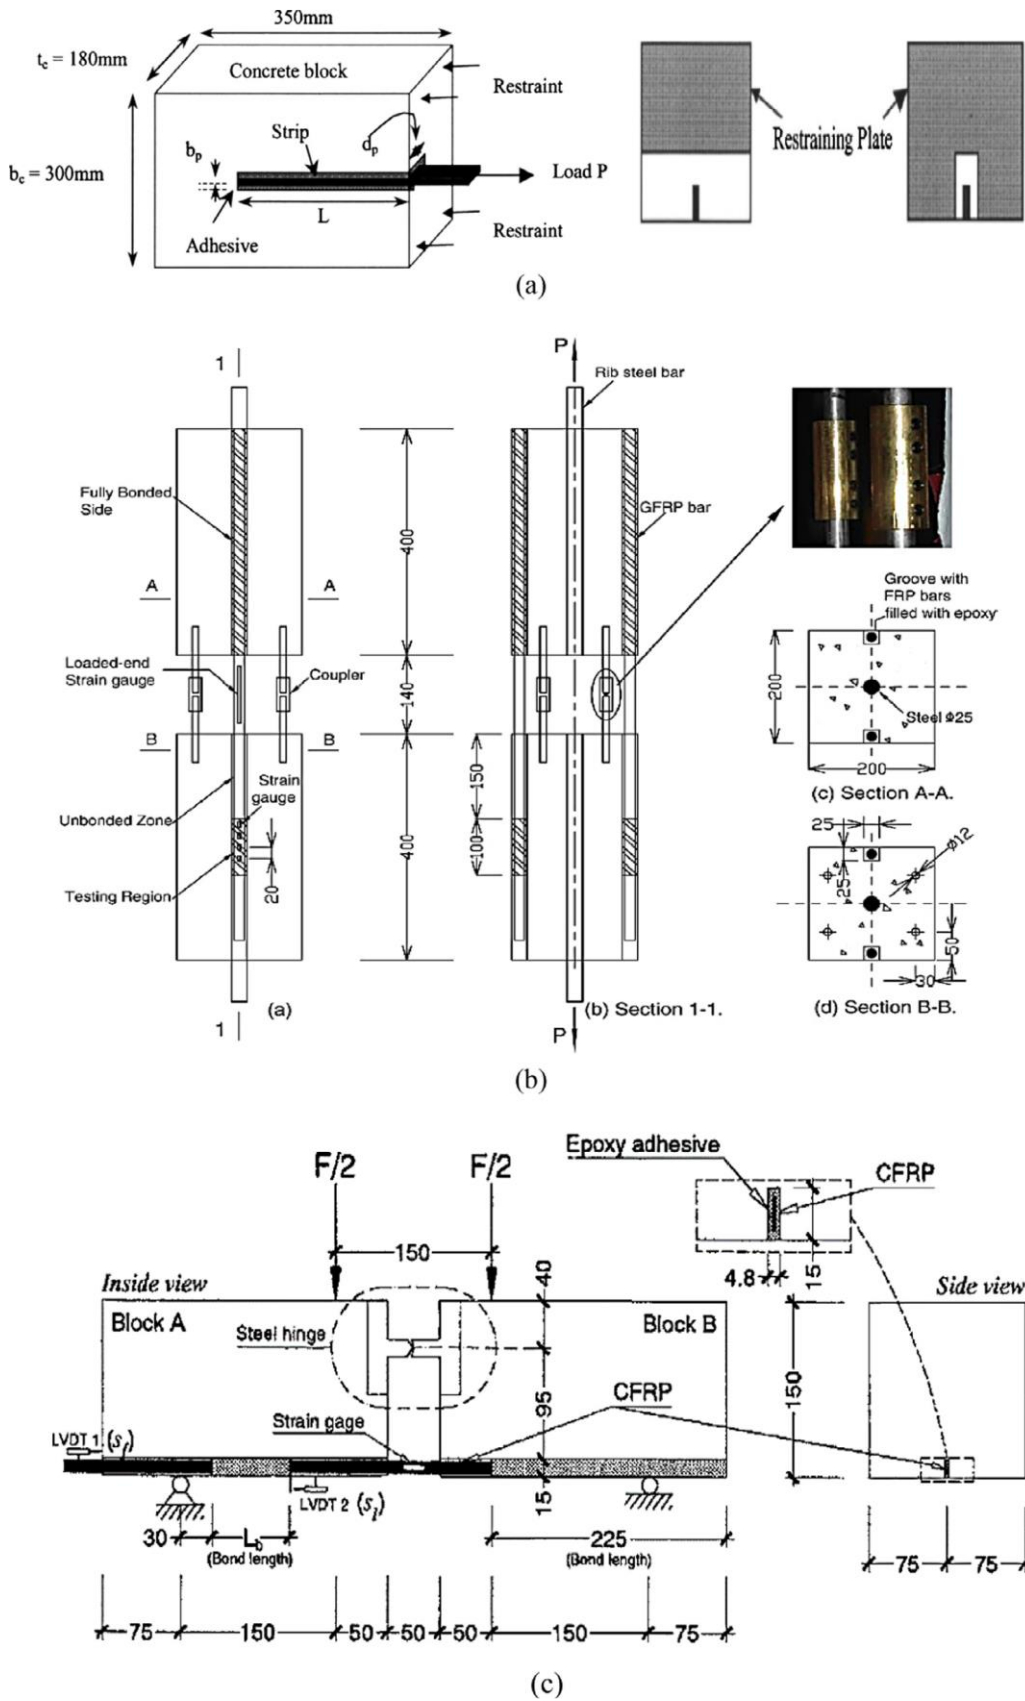 350mm
t_c = 180mm
Concrete block
Restraint
Strip
d_p
b_p
b_c = 300mm
Load P
L
Adhesive
Restraint
Restraining Plate
(a)
1
P
Rib steel bar
Fully Bonded
Side
400
GFRP bar
A
A
Groove with
FRP bars
filled with epoxy
Loaded-end
Strain gauge
Coupler
140
200
Steel Φ25
200
(c) Section A-A.
B
B
Strain
gauge
150
Unbonded Zone
400
100
25
Φ12
25
Testing Region
20
50
30
(a)
(b) Section 1-1.
(d) Section B-B.
1
P
(b)
Epoxy adhesive
CFRP
F/2
F/2
150
4.8
15
40
Inside view
Side view
Block A
Steel hinge
Block B
150
95
CFRP
Strain gage
LVDT 1 (s_f)
LVDT 2 (s_l)
15
30
L_b
(Bond length)
225
(Bond length)
75
75
75
150
50
50
50
150
75
(c)